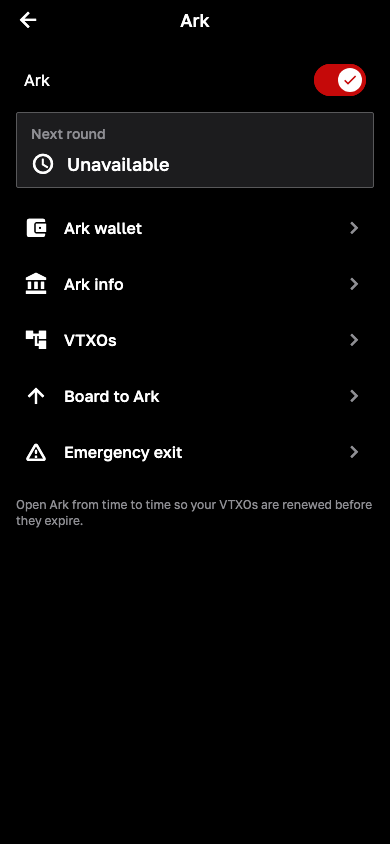 Ark
Ark
Next round
Unavailable
Ark wallet
Ark info
VTXOs
Board to Ark
Emergency exit
Open Ark from time to time so your VTXOs are renewed before
they expire.